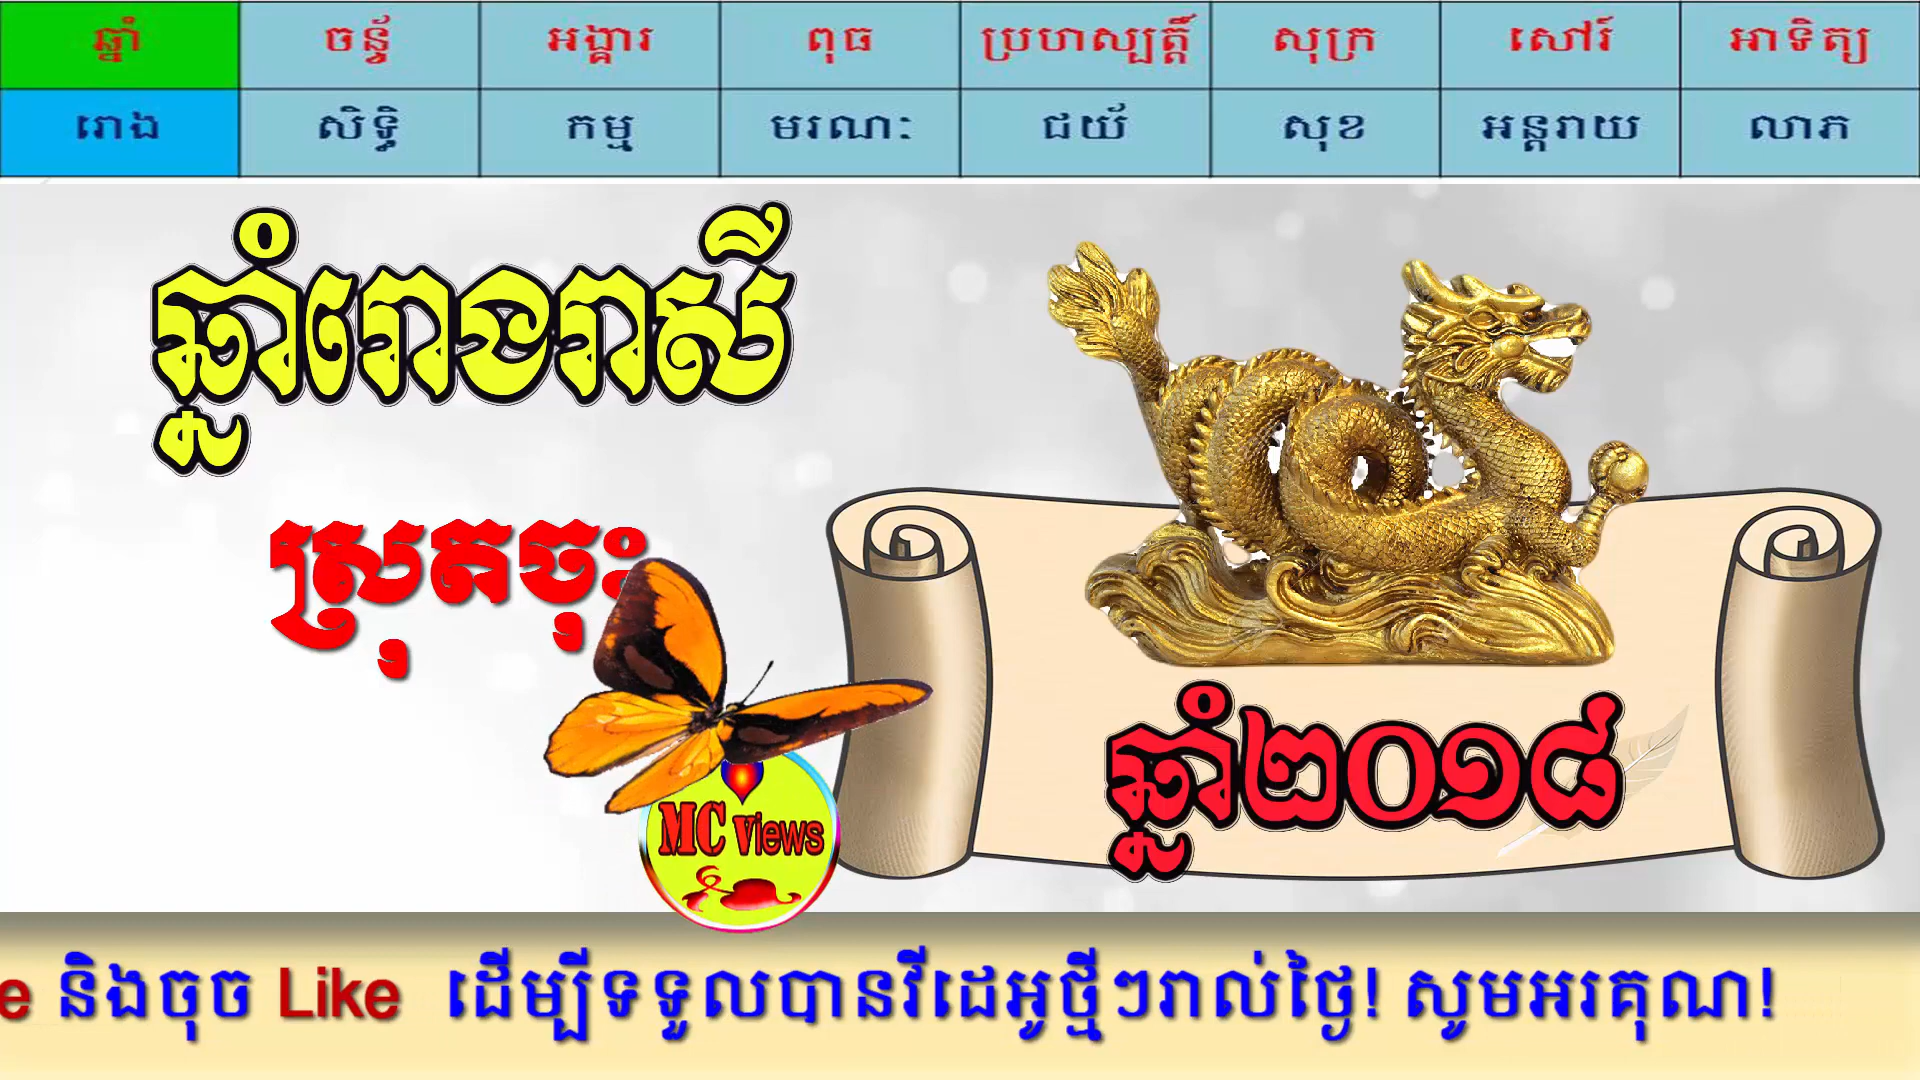 ឆ្នាំ ចន្ទ័ អង្គារ ពុធ ប្រហស្បត្តិ៍ សុក្រ សៅរ៍ អាទិត្យ
រោង សិទ្ធិ កម្ម មរណៈ ជយ័ សុខ អន្តរាយ លាភ
ឆ្នាំរោងរាសី
ស្រុតចុះ
ឆ្នាំ២០១៨
MC Views
e និងចុច Like ដើម្បីទទួលបានវីដេអូថ្មីៗរាល់ថ្ងៃ! សូមអរគុណ!